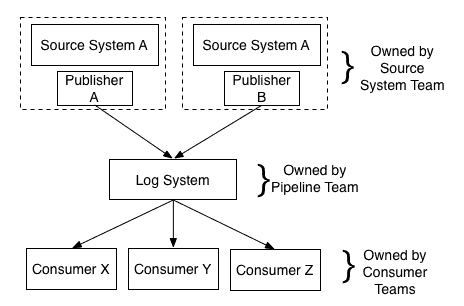 Source System A
Source System A
Owned by
Source
System Team
Publisher
A
Publisher
B
Log System
Owned by
Pipeline Team
Consumer X
Consumer Y
Consumer Z
Owned by
Consumer
Teams